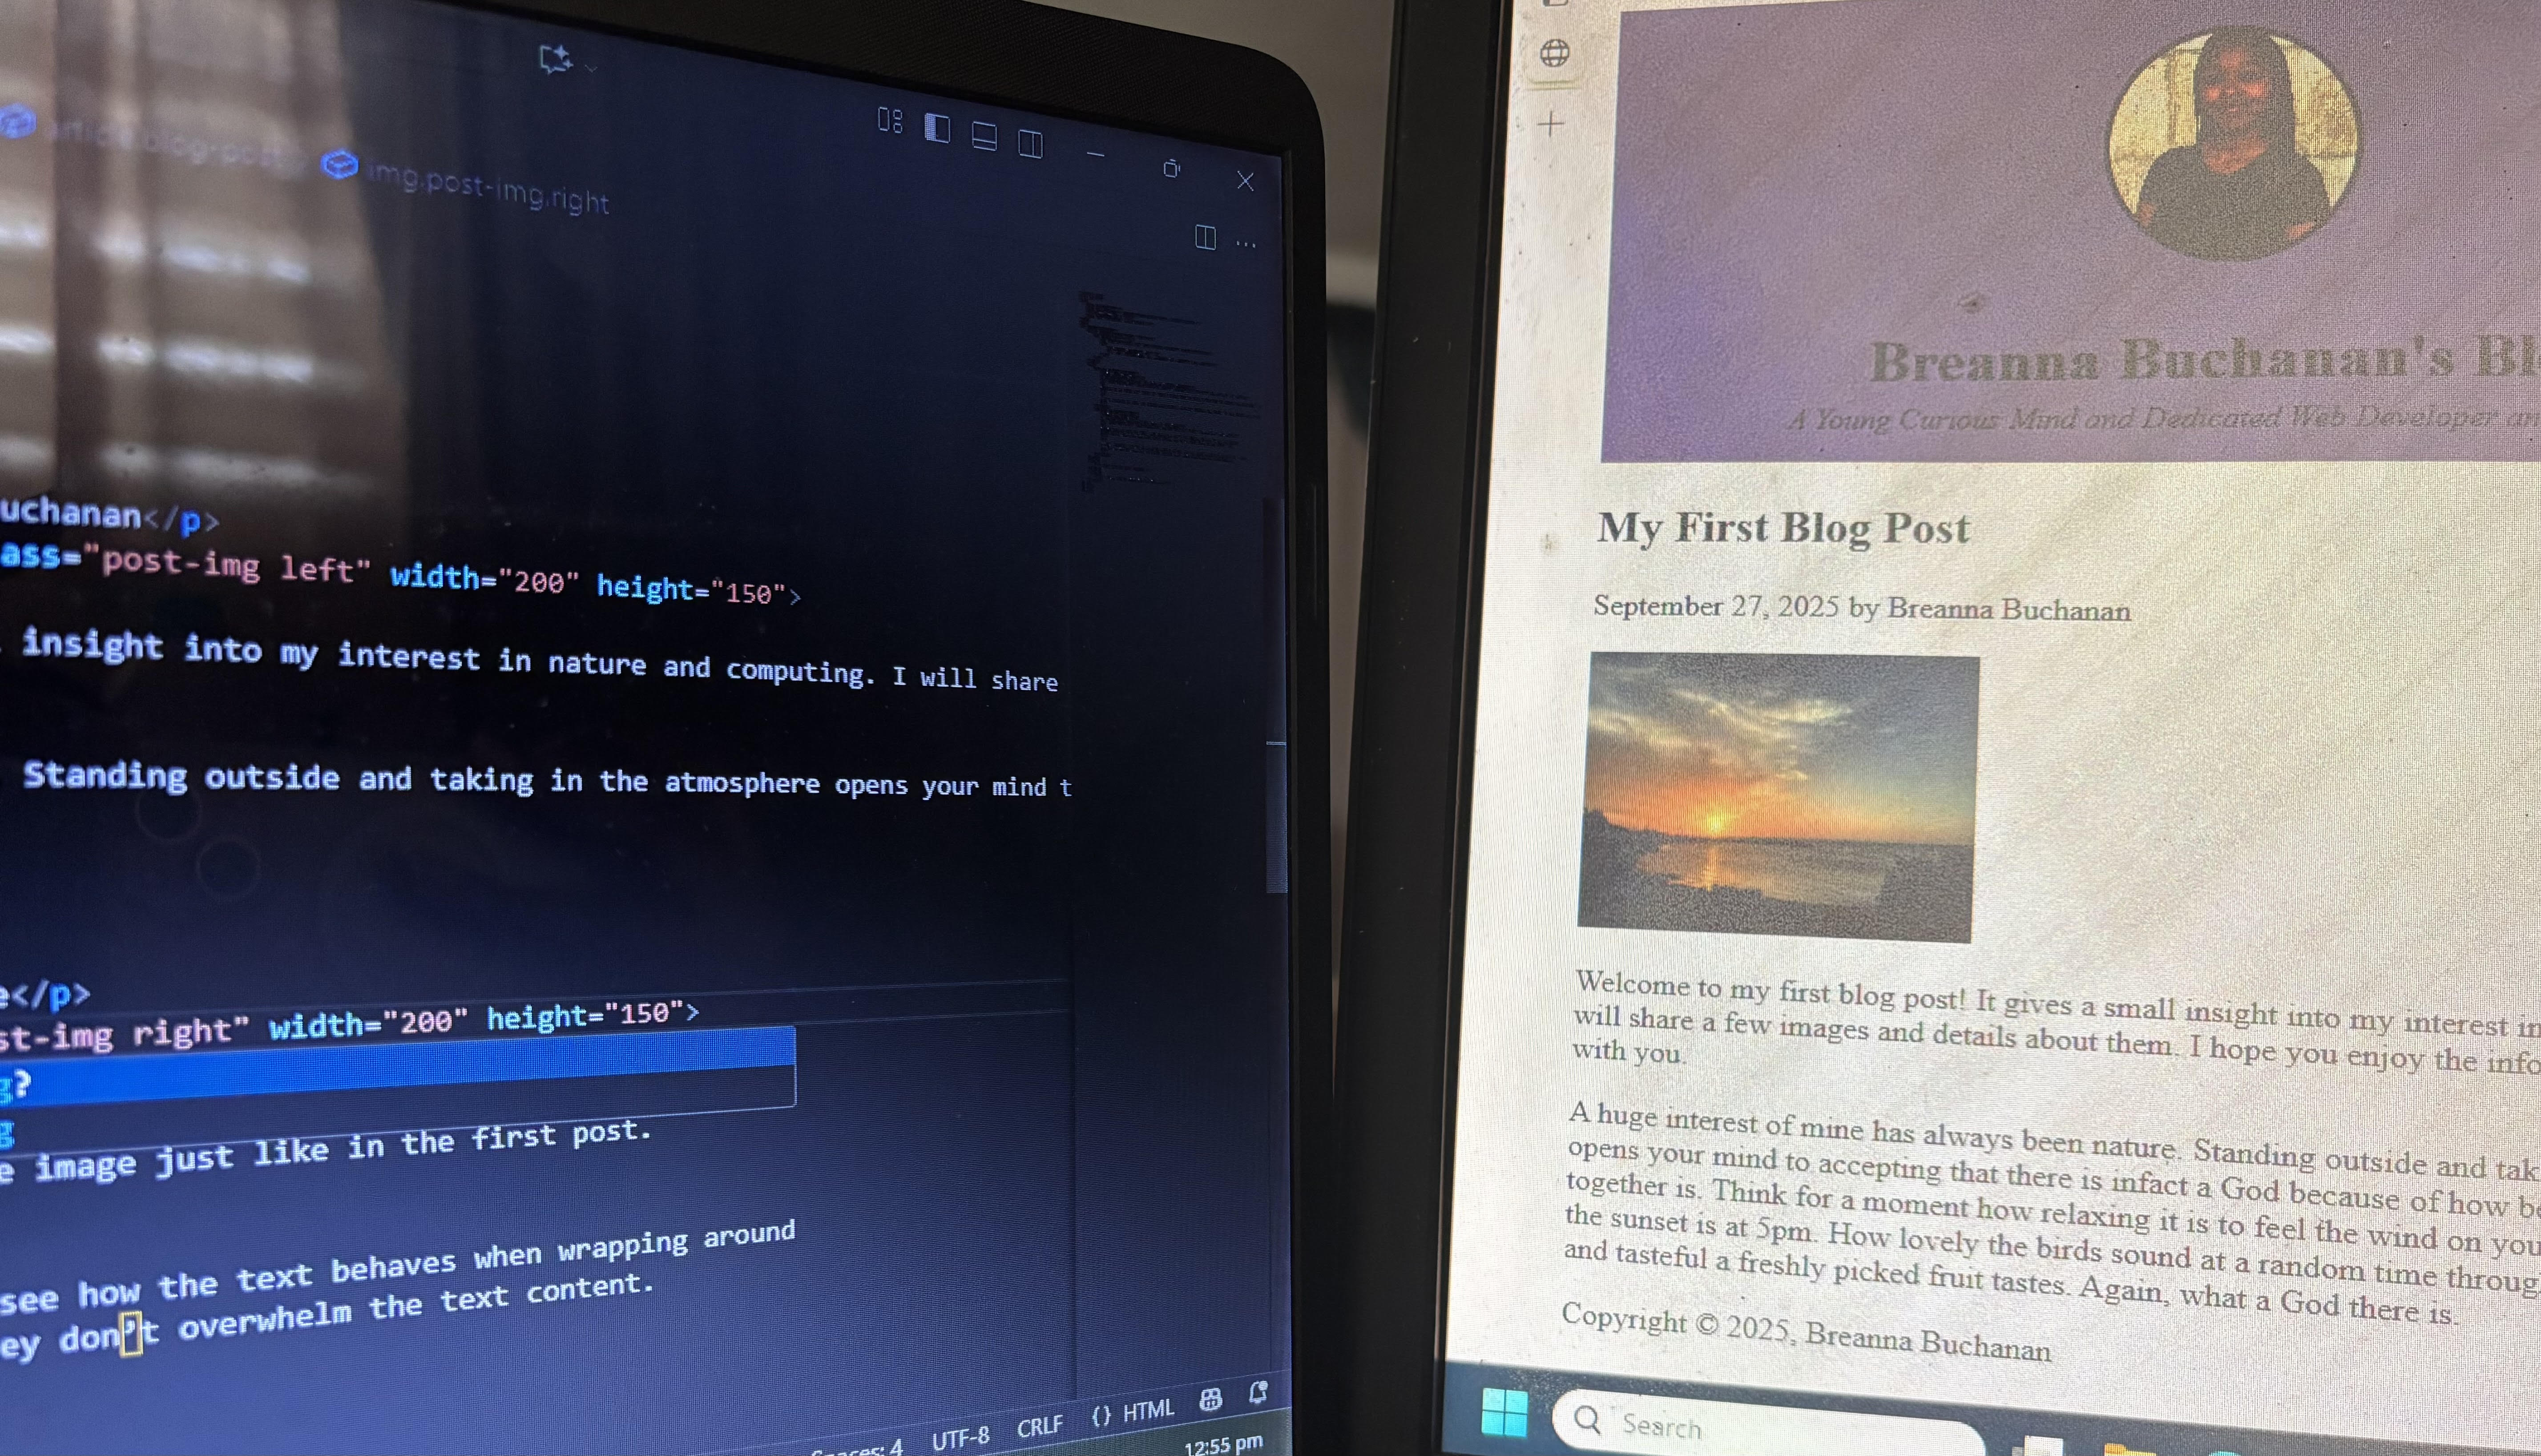 img.post-img.right
uchanan</p>
ass="post-img left" width="200" height="150">
insight into my interest in nature and computing. I will share
Standing outside and taking in the atmosphere opens your mind t
e</p>
st-img right" width="200" height="150">
g?
g
e image just like in the first post.
see how the text behaves when wrapping around
ey don’t overwhelm the text content.
UTF-8 CRLF {} HTML
12:55 pm
Breanna Buchanan's Bl
A Young Curious Mind and Dedicated Web Developer an
My First Blog Post
September 27, 2025 by Breanna Buchanan
Welcome to my first blog post! It gives a small insight into my interest in
will share a few images and details about them. I hope you enjoy the info
with you.
A huge interest of mine has always been nature. Standing outside and tak
opens your mind to accepting that there is infact a God because of how be
together is. Think for a moment how relaxing it is to feel the wind on you
the sunset is at 5pm. How lovely the birds sound at a random time throug
and tasteful a freshly picked fruit tastes. Again, what a God there is.
Copyright © 2025, Breanna Buchanan
Search